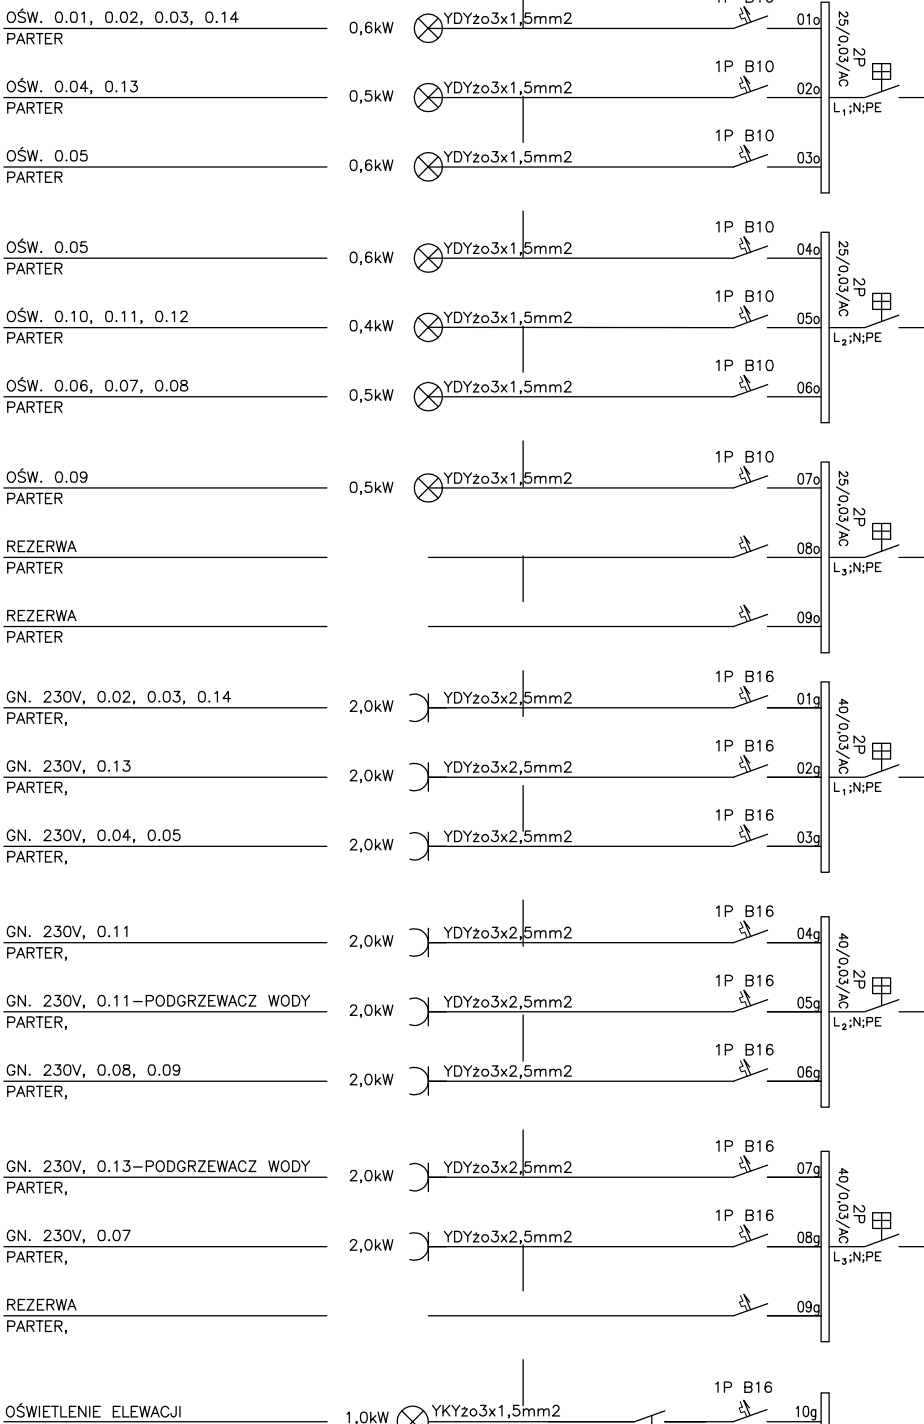 OŚW. 0.01, 0.02, 0.03, 0.14
PARTER
0,6kW
YDYżo3x1,5mm2
01o
OŚW. 0.04, 0.13
PARTER
0,5kW
YDYżo3x1,5mm2
1P B10
02o
OŚW. 0.05
PARTER
0,6kW
YDYżo3x1,5mm2
1P B10
03o
25/0,03/AC
2P
L1;N;PE
OŚW. 0.05
PARTER
0,6kW
YDYżo3x1,5mm2
1P B10
04o
OŚW. 0.10, 0.11, 0.12
PARTER
0,4kW
YDYżo3x1,5mm2
1P B10
05o
OŚW. 0.06, 0.07, 0.08
PARTER
0,5kW
YDYżo3x1,5mm2
1P B10
06o
25/0,03/AC
2P
L2;N;PE
OŚW. 0.09
PARTER
0,5kW
YDYżo3x1,5mm2
1P B10
07o
REZERWA
PARTER
08o
REZERWA
PARTER
09o
25/0,03/AC
2P
L3;N;PE
GN. 230V, 0.02, 0.03, 0.14
PARTER,
2,0kW
YDYżo3x2,5mm2
1P B16
01g
GN. 230V, 0.13
PARTER,
2,0kW
YDYżo3x2,5mm2
1P B16
02g
GN. 230V, 0.04, 0.05
PARTER,
2,0kW
YDYżo3x2,5mm2
1P B16
03g
40/0,03/AC
2P
L1;N;PE
GN. 230V, 0.11
PARTER,
2,0kW
YDYżo3x2,5mm2
1P B16
04g
GN. 230V, 0.11-PODGRZEWACZ WODY
PARTER,
2,0kW
YDYżo3x2,5mm2
1P B16
05g
GN. 230V, 0.08, 0.09
PARTER,
2,0kW
YDYżo3x2,5mm2
1P B16
06g
40/0,03/AC
2P
L2;N;PE
GN. 230V, 0.13-PODGRZEWACZ WODY
PARTER,
2,0kW
YDYżo3x2,5mm2
1P B16
07g
GN. 230V, 0.07
PARTER,
2,0kW
YDYżo3x2,5mm2
1P B16
08g
REZERWA
PARTER,
09g
40/0,03/AC
2P
L3;N;PE
OŚWIETLENIE ELEWACJI
1,0kW
YKYżo3x1,5mm2
1P B16
10g